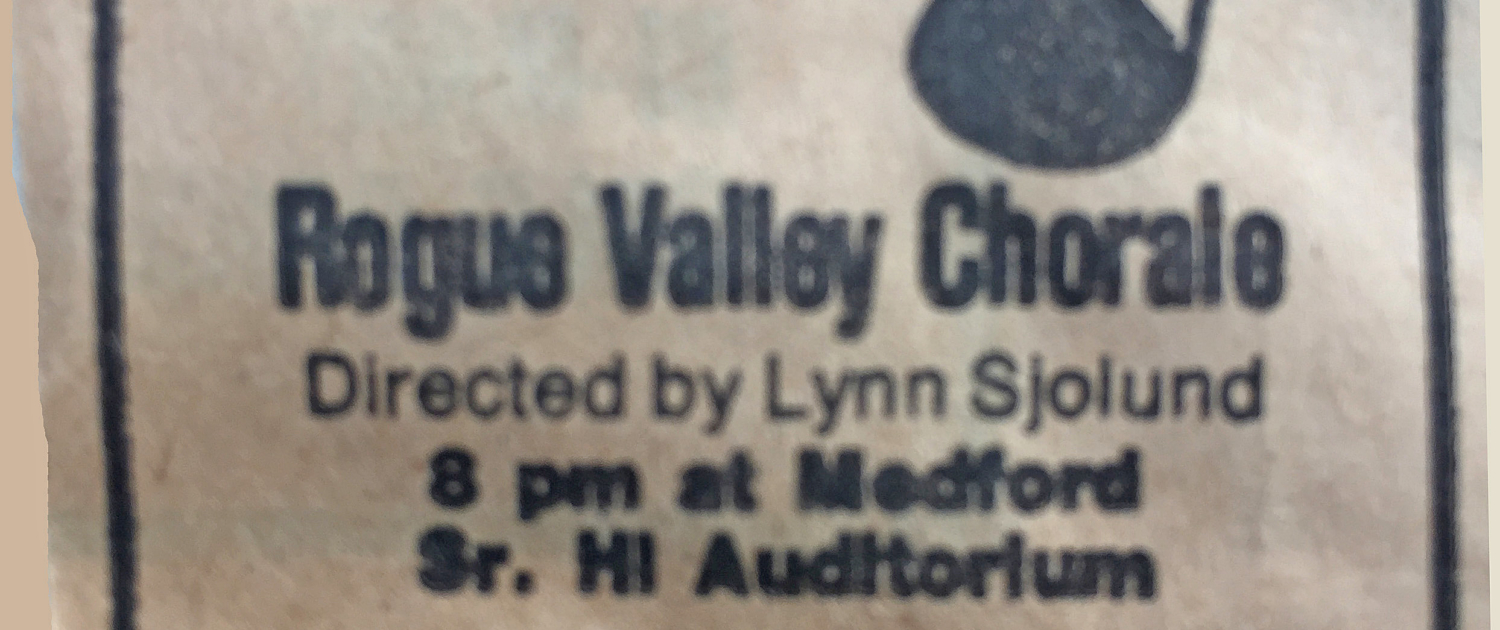 Rogue Valley Chorale
Directed by Lynn Sjolund
8 pm at Medford
Sr. Hi Auditorium